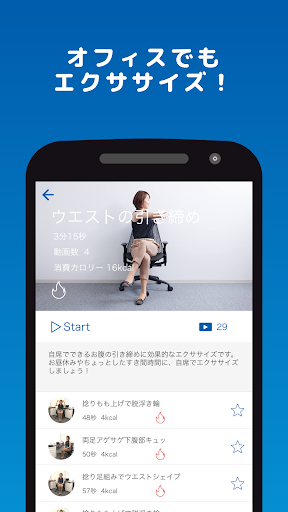 オフィスでも
エクササイズ！
ウエストの引き締め
3分15秒
動画数 4
消費カロリー 16kcal
Start
29
自席でできるお腹の引き締めに効果的なエクササイズです。
お昼休みやちょっとしたすき間時間に、自席でエクササイズ
しましょう！
捻りもも上げで脱浮き輪
48秒 4kcal
両足アゲサゲ下腹部キュッ
50秒 4kcal
捻り足組みでウエストシェイプ
57秒 4kcal